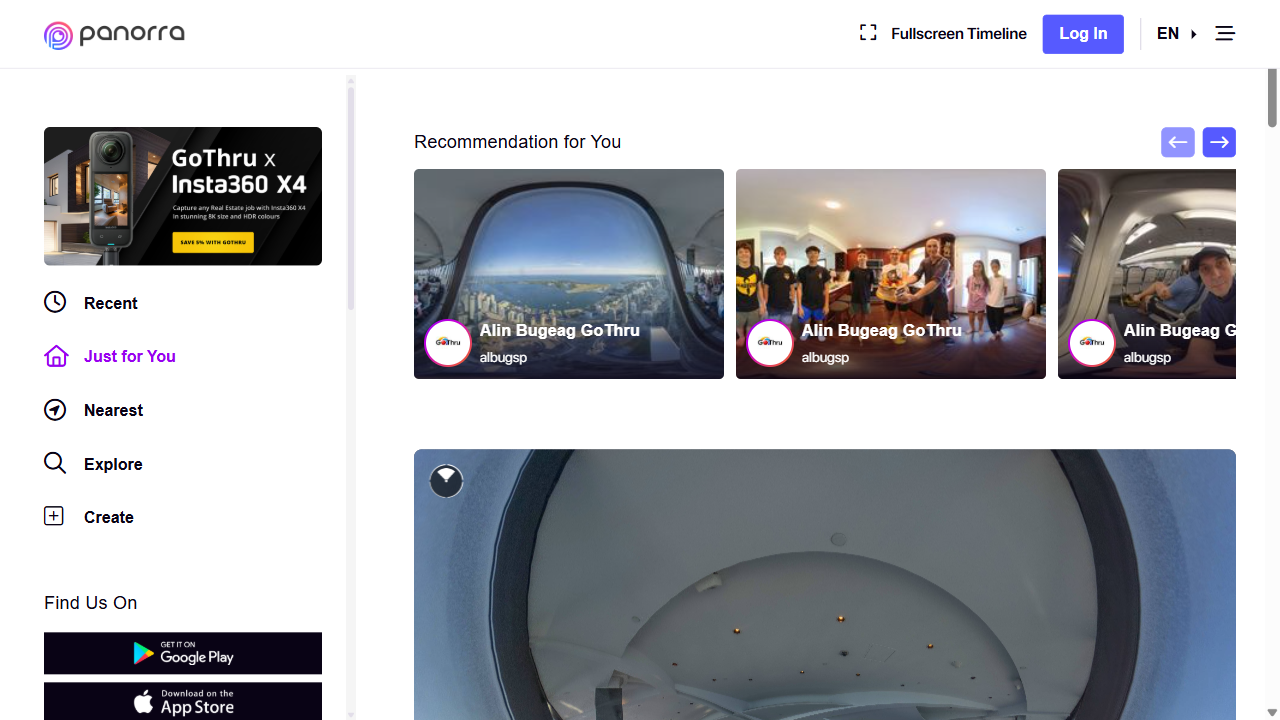 panorra
Fullscreen Timeline
Log In
EN
GoThru x
Insta360 X4
Capture any Real Estate job with Insta360 X4
in stunning 8K size and HDR colours
SAVE 5% WITH GOTHRU
Recent
Just for You
Nearest
Explore
Create
Find Us On
GET IT ON
Google Play
Download on the
App Store
Recommendation for You
GoThru
Alin Bugeag GoThru
albugsp
GoThru
Alin Bugeag GoThru
albugsp
GoThru
Alin Bugeag G
albugsp